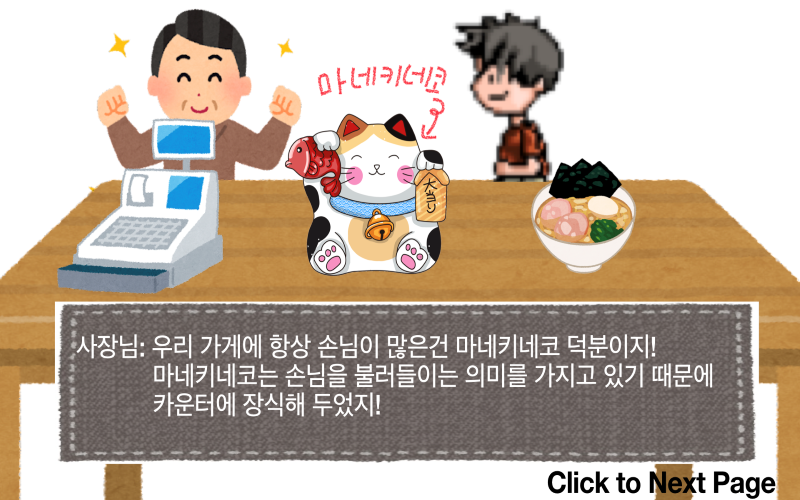 마네키네코
大吉
사장님: 우리 가게에 항상 손님이 많은건 마네키네코 덕분이지!
마네키네코는 손님을 불러들이는 의미를 가지고 있기 때문에
카운터에 장식해 두었지!
Click to Next Page